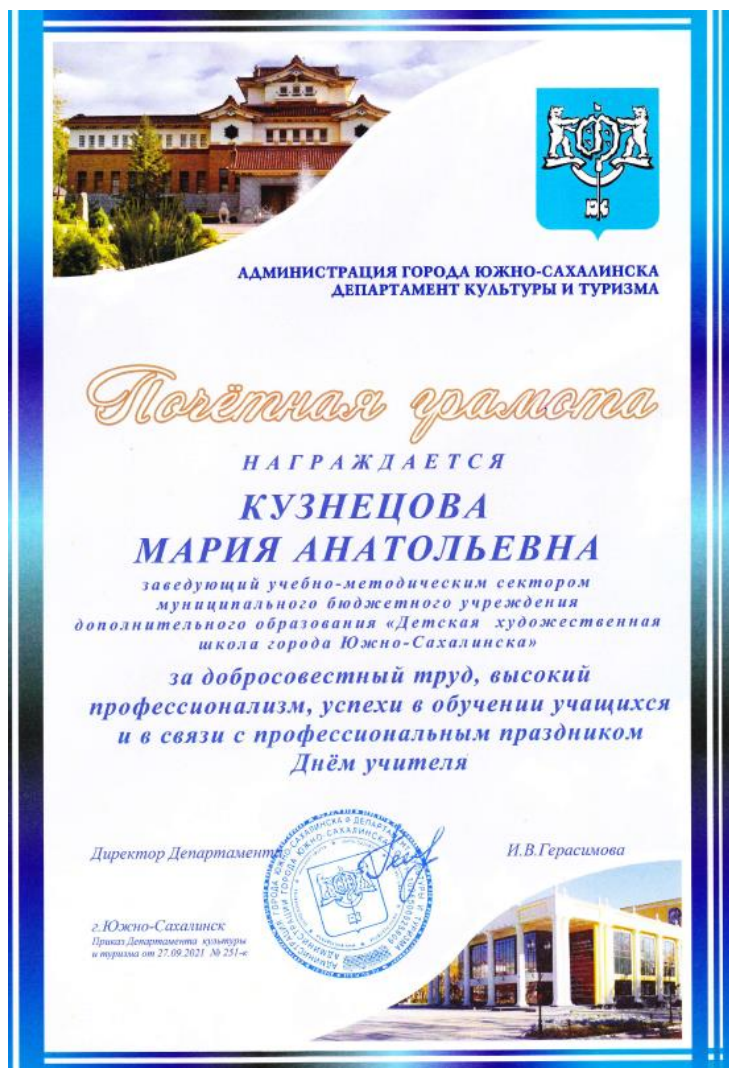 ЮС
АДМИНИСТРАЦИЯ ГОРОДА ЮЖНО-САХАЛИНСКА
ДЕПАРТАМЕНТ КУЛЬТУРЫ И ТУРИЗМА
Почётная грамота
НАГРАЖДАЕТСЯ
КУЗНЕЦОВА
МАРИЯ АНАТОЛЬЕВНА
заведующий учебно-методическим сектором
муниципального бюджетного учреждения
дополнительного образования «Детская художественная
школа города Южно-Сахалинска»
за добросовестный труд, высокий
профессионализм, успехи в обучении учащихся
и в связи с профессиональным праздником
Днём учителя
Директор Департамента
И.В.Герасимова
г.Южно-Сахалинск
Приказ Департамента культуры
и туризма от 27.09.2021 № 251-к